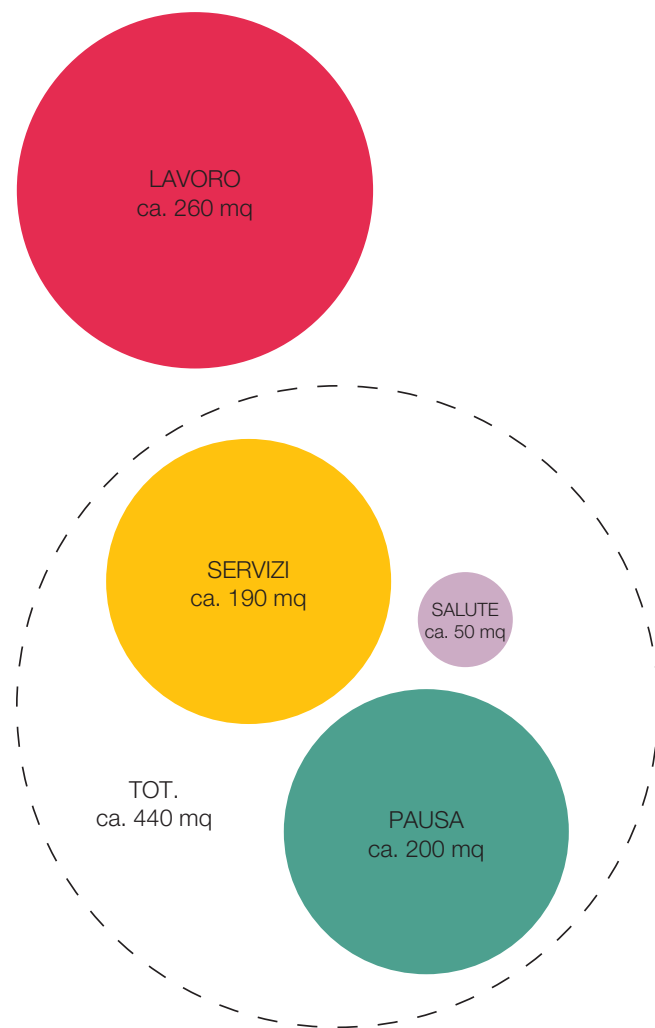 LAVORO
ca. 260 mq
SERVIZI
ca. 190 mq
SALUTE
ca. 50 mq
TOT.
ca. 440 mq
PAUSA
ca. 200 mq